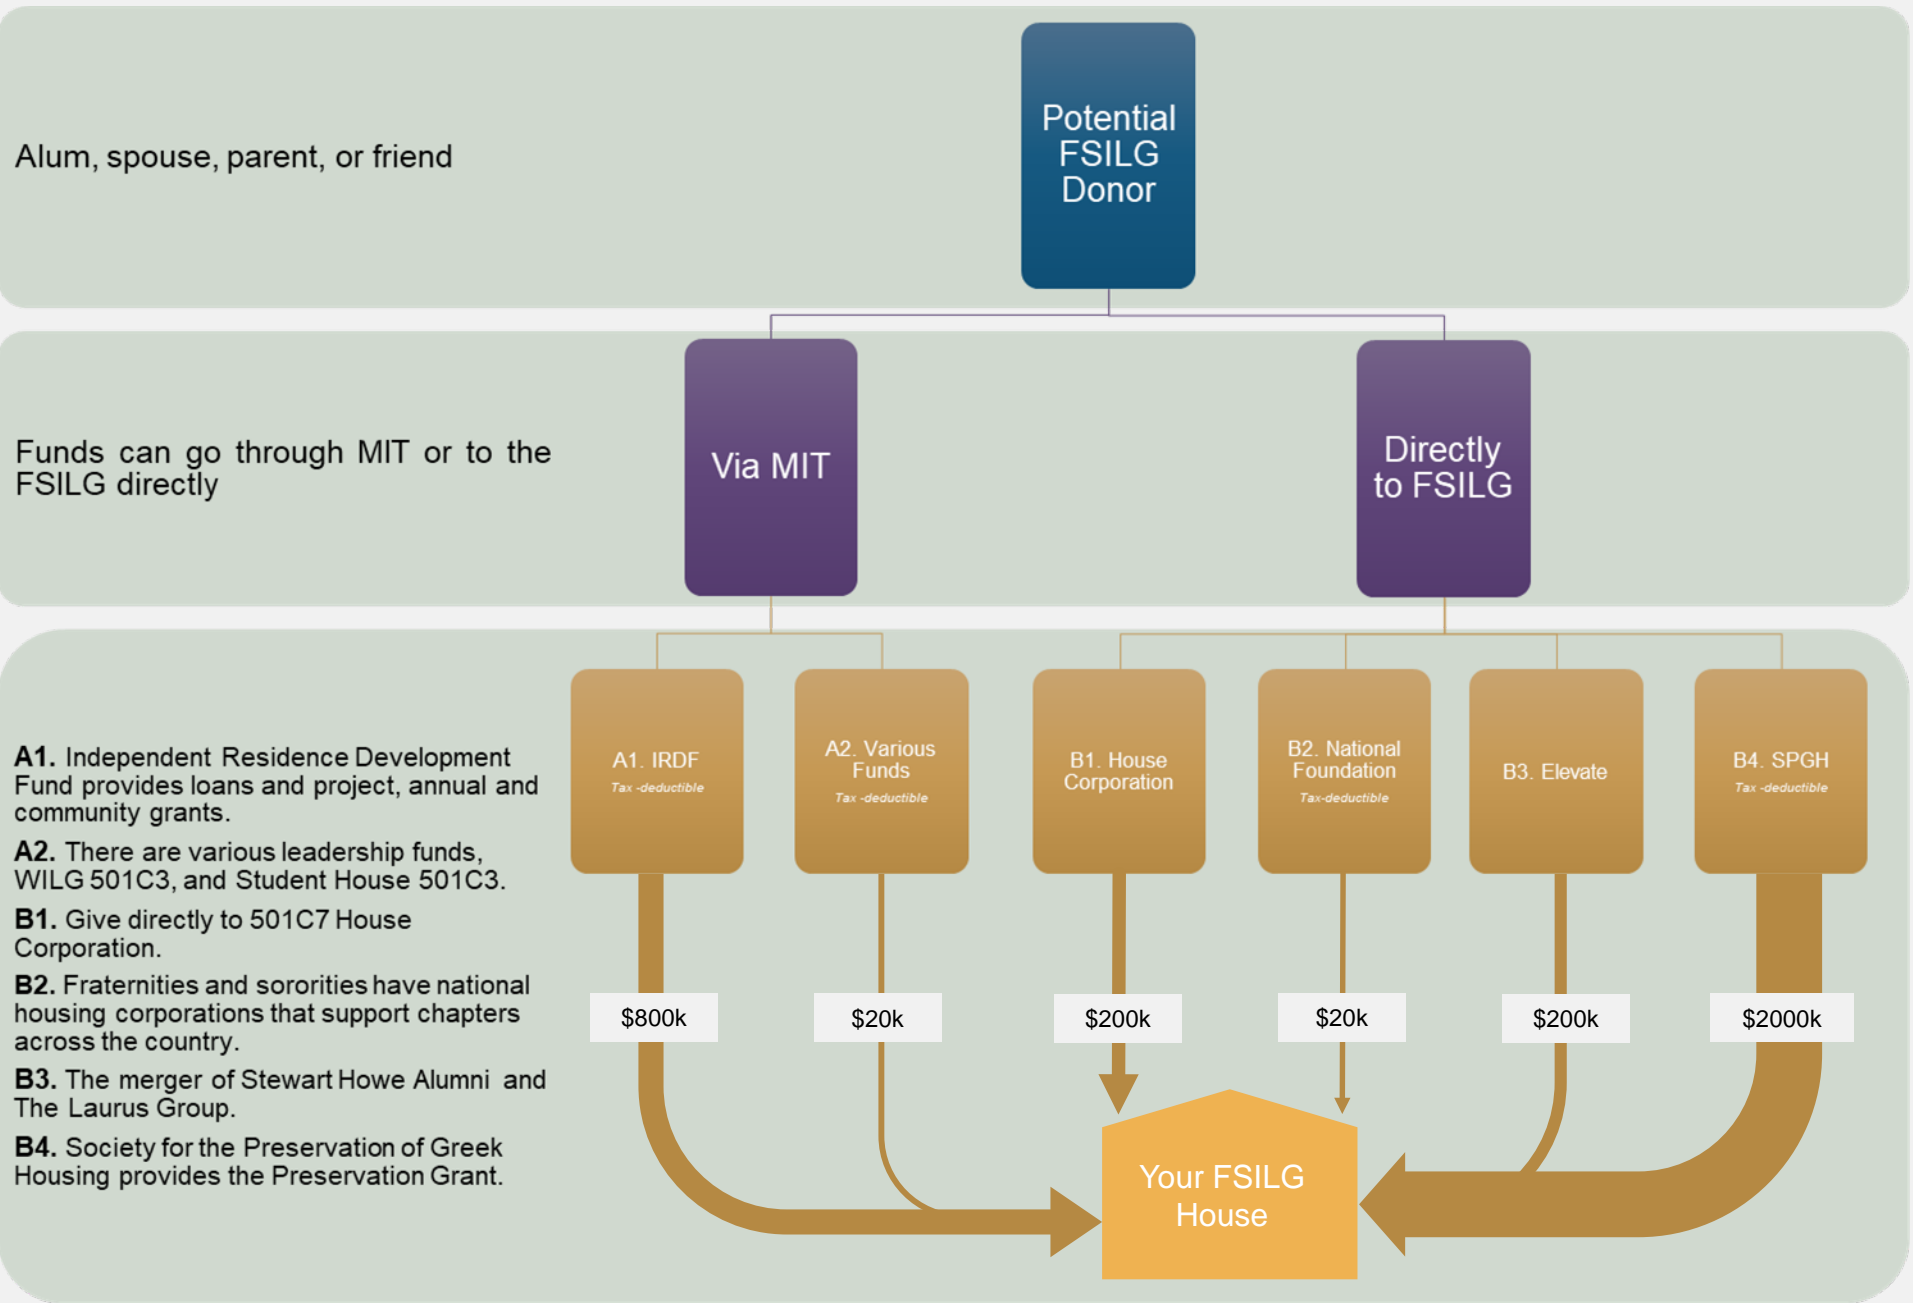 Potential
FSILG
Donor
Alum, spouse, parent, or friend
Funds can go through MIT or to the
FSILG directly
Via MIT
Directly
to FSILG
A1. IRDF
Tax -deductible
A2. Various
Funds
Tax -deductible
B1. House
Corporation
B2. National
Foundation
Tax-deductible
B3. Elevate
B4. SPGH
Tax -deductible
A1. Independent Residence Development
Fund provides loans and project, annual and
community grants.
A2. There are various leadership funds,
WILG 501C3, and Student House 501C3.
B1. Give directly to 501C7 House
Corporation.
B2. Fraternities and sororities have national
housing corporations that support chapters
across the country.
B3. The merger of Stewart Howe Alumni and
The Laurus Group.
B4. Society for the Preservation of Greek
Housing provides the Preservation Grant.
$800k
$20k
$200k
$20k
$200k
$2000k
Your FSILG
House